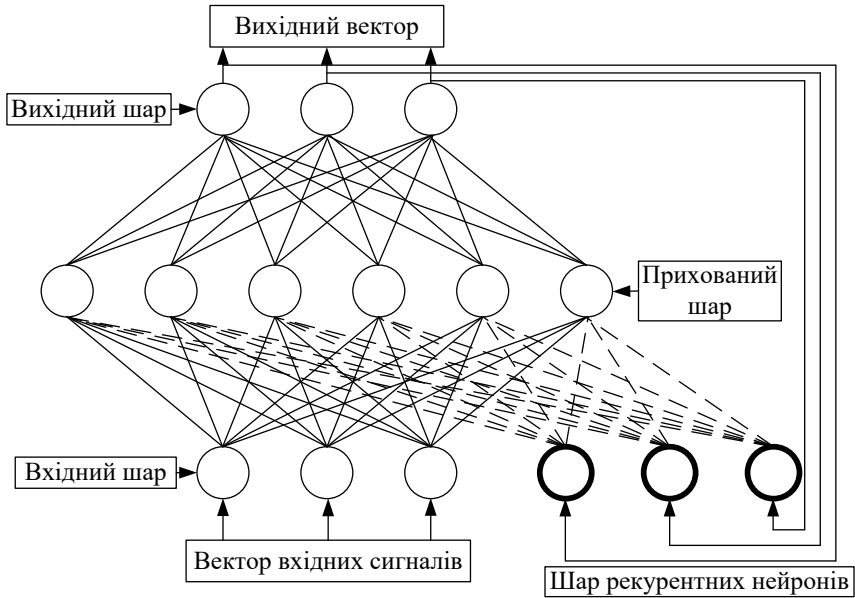 Вихідний вектор
Вихідний шар
Прихований
шар
Вхідний шар
Вектор вхідних сигналів
Шар рекурентних нейронів